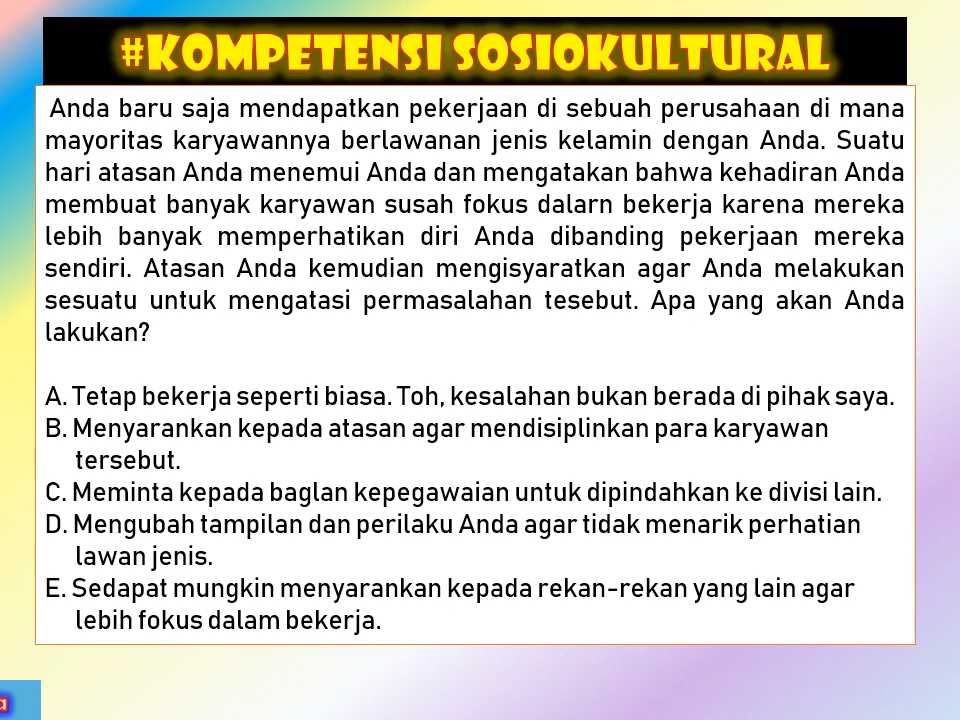 #KOMPETENSI SOSIOKULTURAL
Anda baru saja mendapatkan pekerjaan di sebuah perusahaan di mana
mayoritas karyawannya berlawanan jenis kelamin dengan Anda. Suatu
hari atasan Anda menemui Anda dan mengatakan bahwa kehadiran Anda
membuat banyak karyawan susah fokus dalarn bekerja karena mereka
lebih banyak memperhatikan diri Anda dibanding pekerjaan mereka
sendiri. Atasan Anda kemudian mengisyaratkan agar Anda melakukan
sesuatu untuk mengatasi permasalahan tesebut. Apa yang akan Anda
lakukan?
A. Tetap bekerja seperti biasa. Toh, kesalahan bukan berada di pihak saya.
B. Menyarankan kepada atasan agar mendisiplinkan para karyawan
tersebut.
C. Meminta kepada baglan kepegawaian untuk dipindahkan ke divisi lain.
D. Mengubah tampilan dan perilaku Anda agar tidak menarik perhatian
lawan jenis.
E. Sedapat mungkin menyarankan kepada rekan-rekan yang lain agar
lebih fokus dalam bekerja.
a